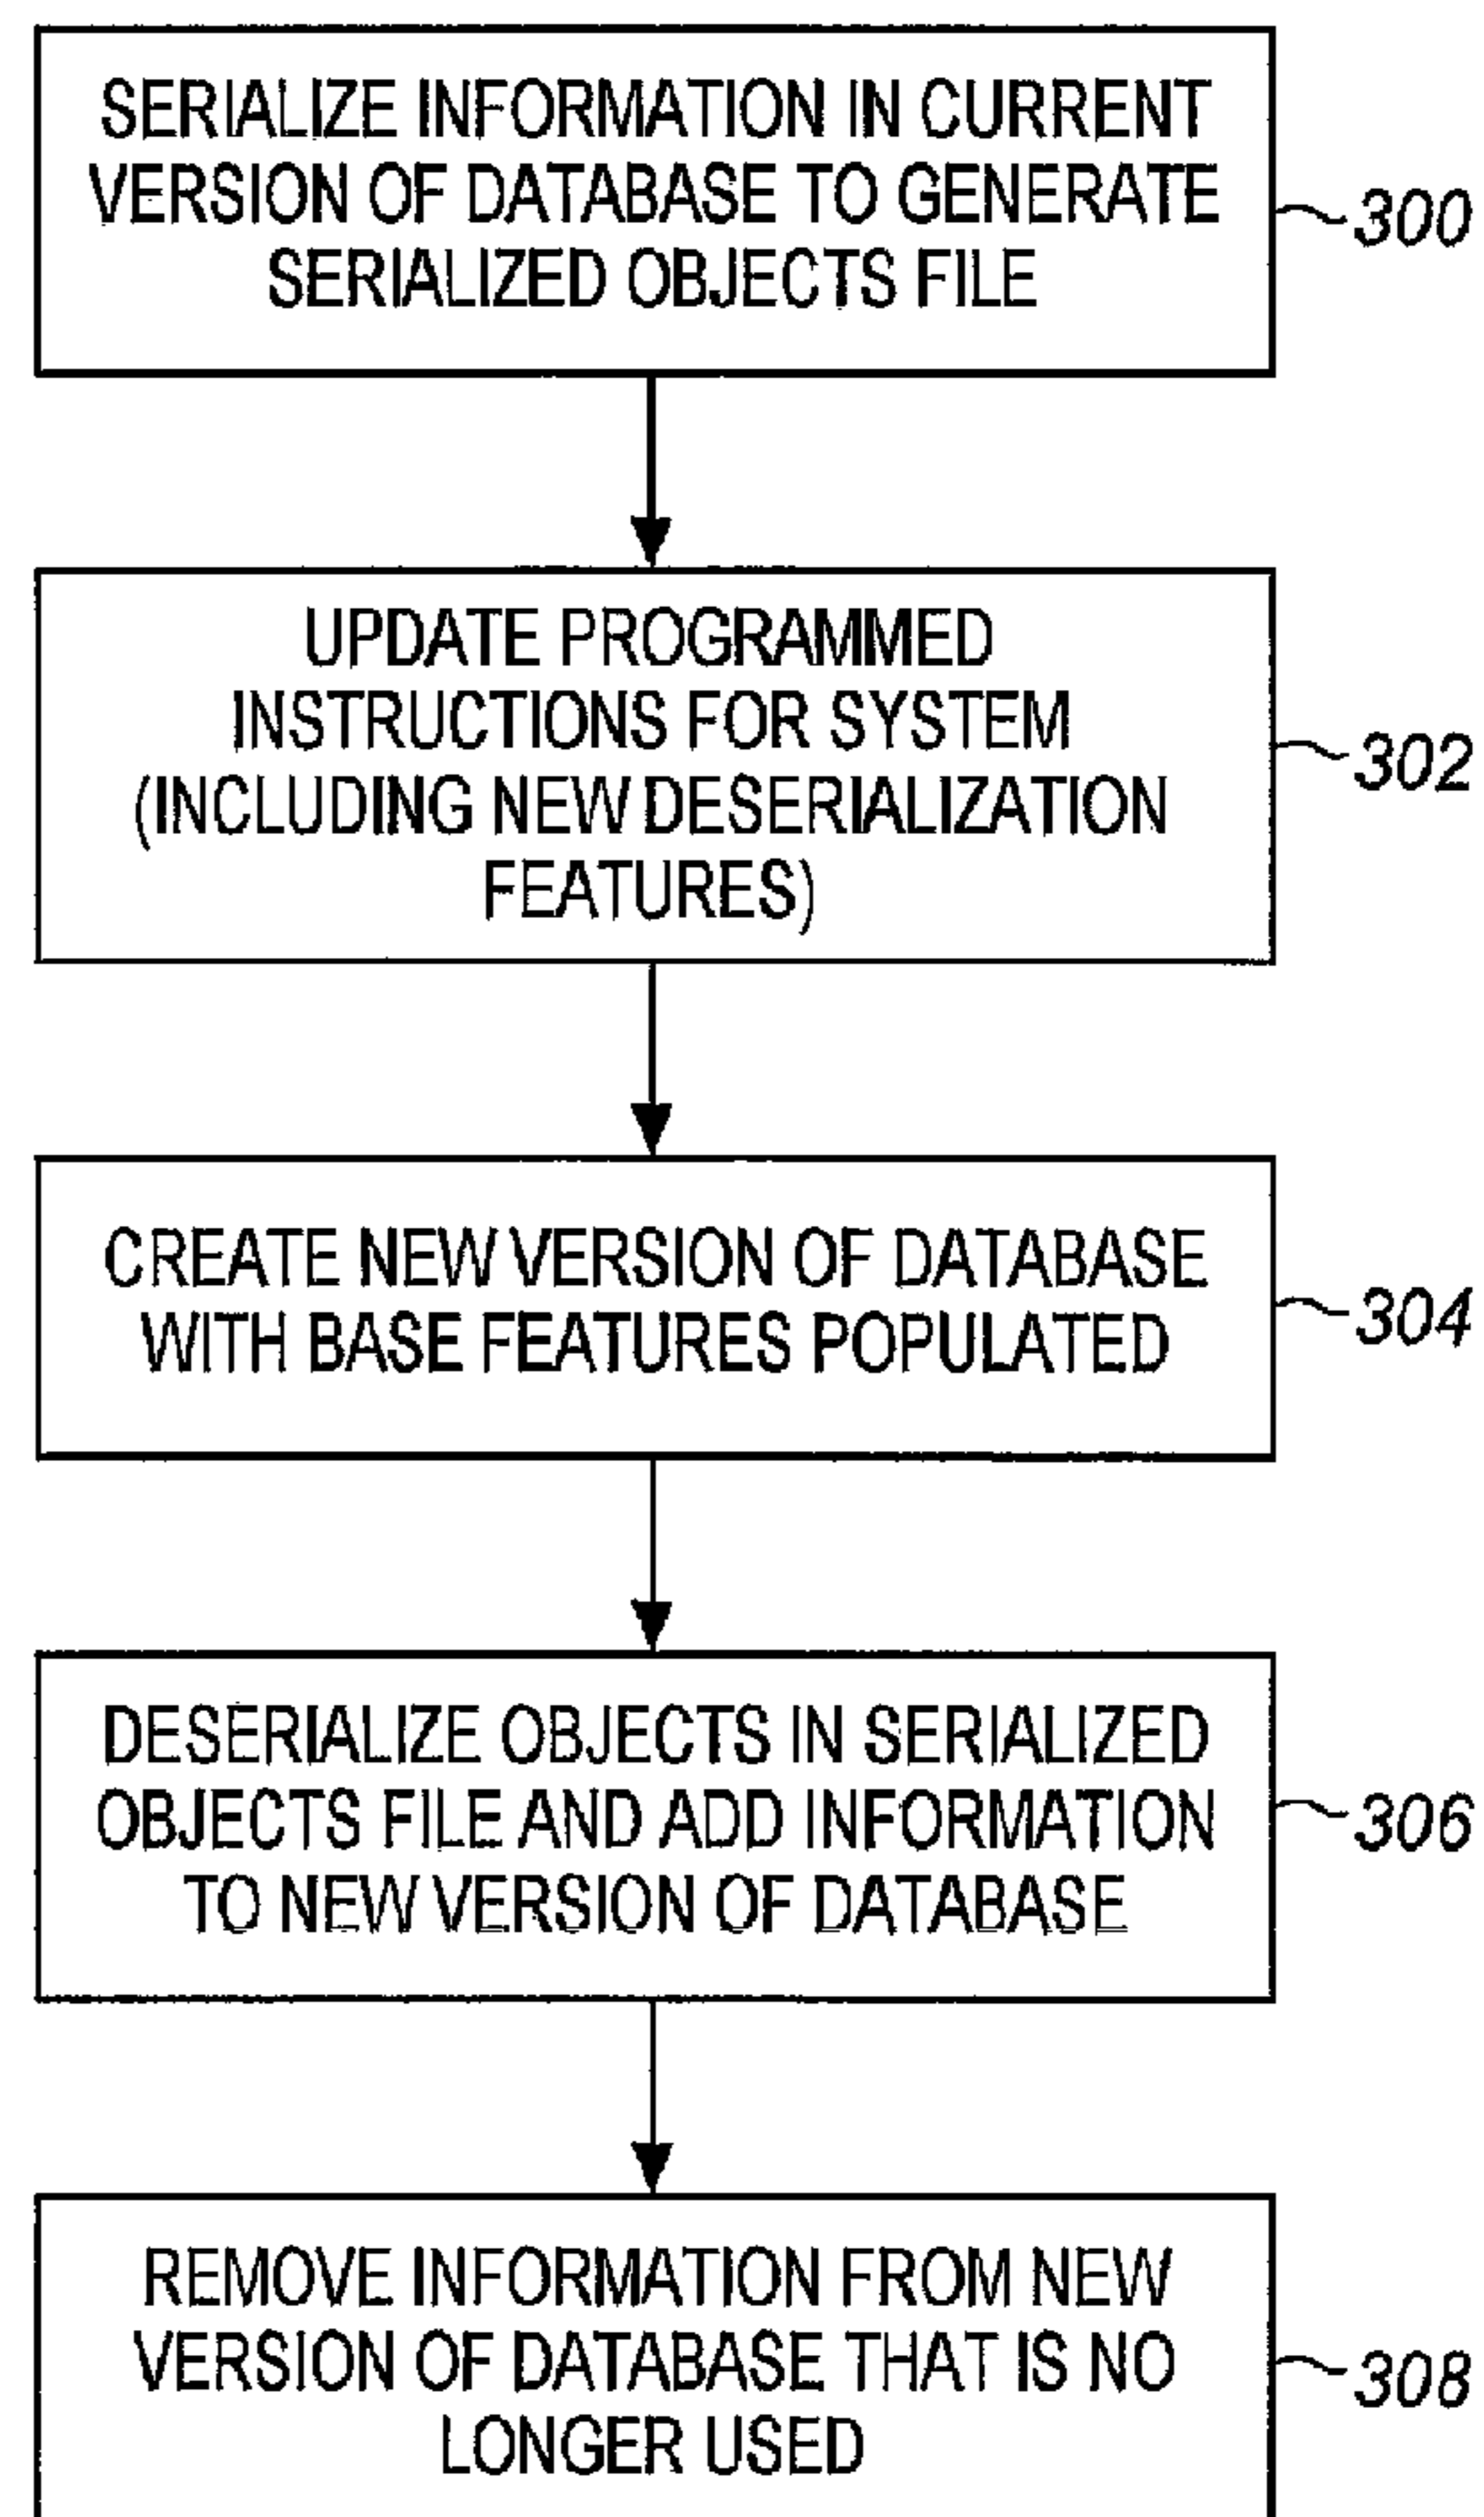 SERIALIZE INFORMATION IN CURRENT
VERSION OF DATABASE TO GENERATE
SERIALIZED OBJECTS FILE
300
UPDATE PROGRAMMED
INSTRUCTIONS FOR SYSTEM
(INCLUDING NEW DESERIALIZATION
FEATURES)
302
CREATE NEW VERSION OF DATABASE
WITH BASE FEATURES POPULATED
304
DESERIALIZE OBJECTS IN SERIALIZED
OBJECTS FILE AND ADD INFORMATION
TO NEW VERSION OF DATABASE
306
REMOVE INFORMATION FROM NEW
VERSION OF DATABASE THAT IS NO
LONGER USED
308